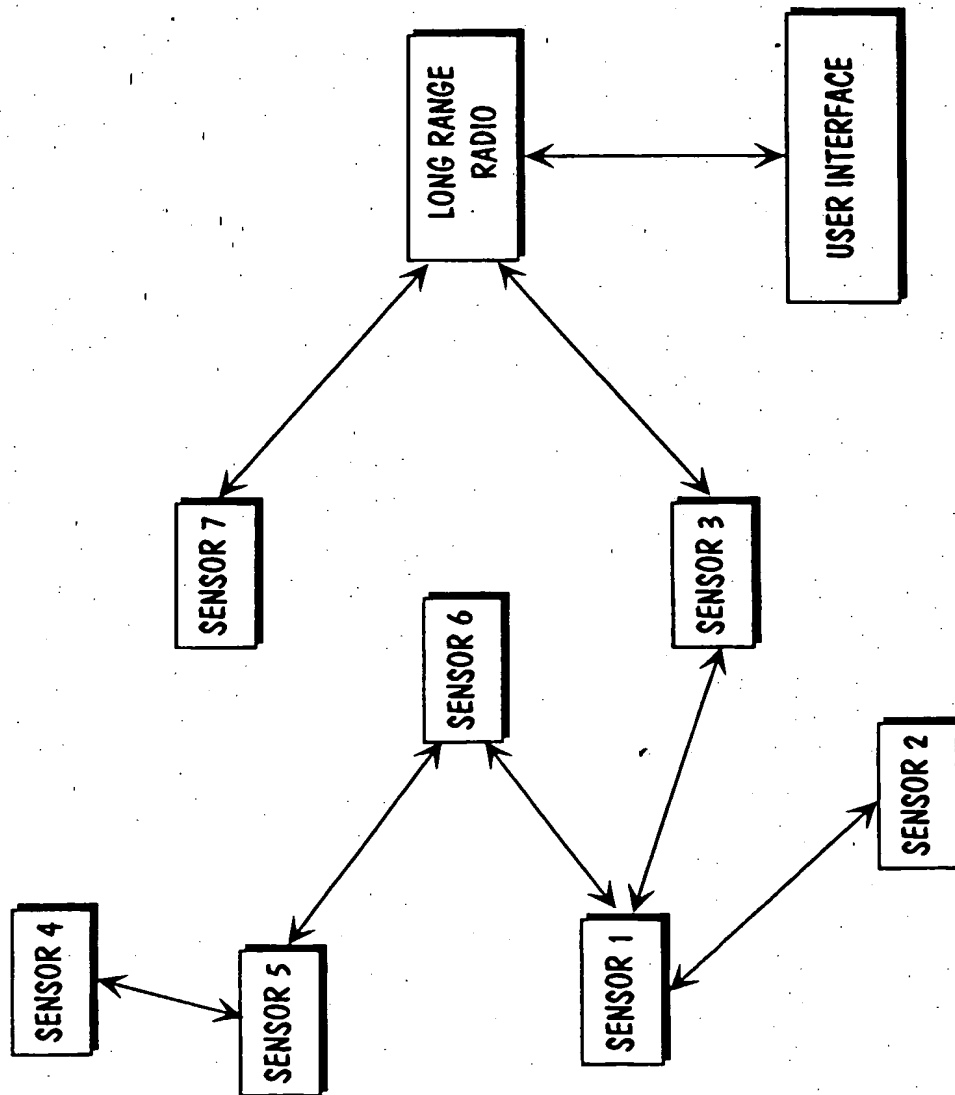 SENSOR 4
SENSOR 5
SENSOR 1
SENSOR 2
SENSOR 6
SENSOR 7
SENSOR 3
LONG RANGE
RADIO
USER INTERFACE